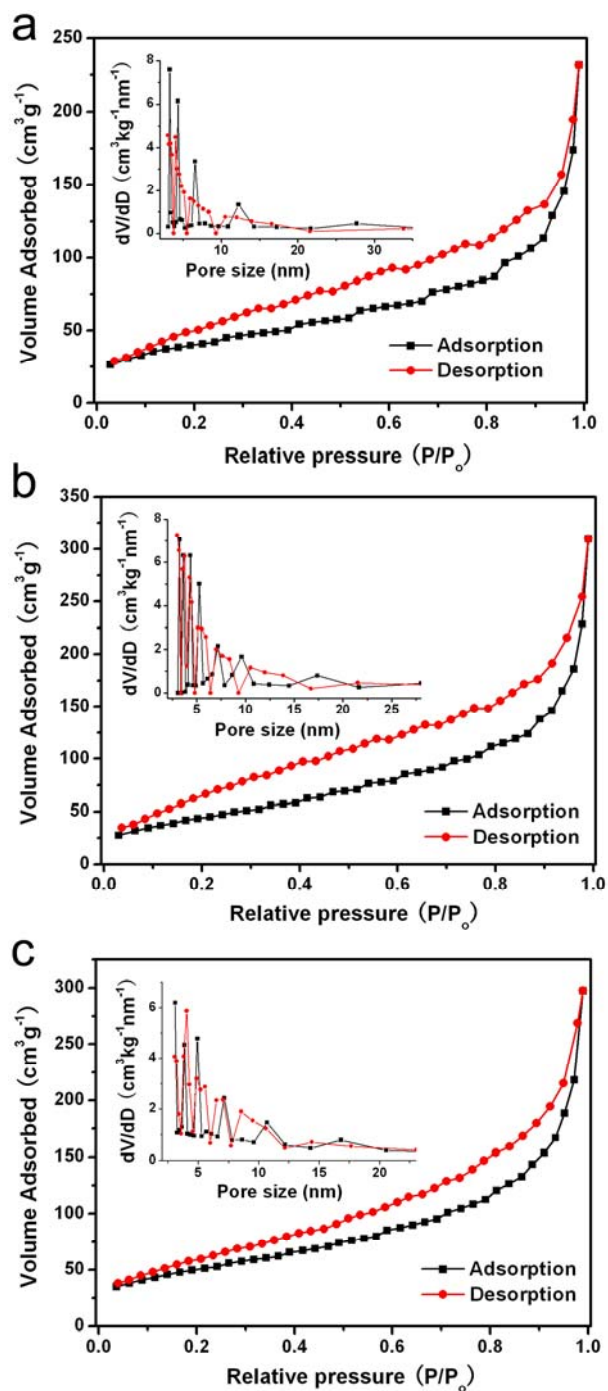 a
250
200
150
100
50
0
Volume Adsorbed (cm³g⁻¹)
8
6
4
2
0
dV/dD (cm³kg⁻¹nm⁻¹)
10 20 30
Pore size (nm)
Adsorption
Desorption
0.0 0.2 0.4 0.6 0.8 1.0
Relative pressure (P/Pₒ)
b
350
300
250
200
150
100
50
0
Volume Adsorbed (cm³g⁻¹)
8
6
4
2
0
dV/dD (cm³kg⁻¹nm⁻¹)
5 10 15 20 25
Pore size (nm)
Adsorption
Desorption
0.0 0.2 0.4 0.6 0.8 1.0
Relative pressure (P/Pₒ)
c
300
250
200
150
100
50
0
Volume Adsorbed (cm³g⁻¹)
6
4
2
0
dV/dD (cm³kg⁻¹nm⁻¹)
5 10 15 20
Pore size (nm)
Adsorption
Desorption
0.0 0.2 0.4 0.6 0.8 1.0
Relative pressure (P/Pₒ)